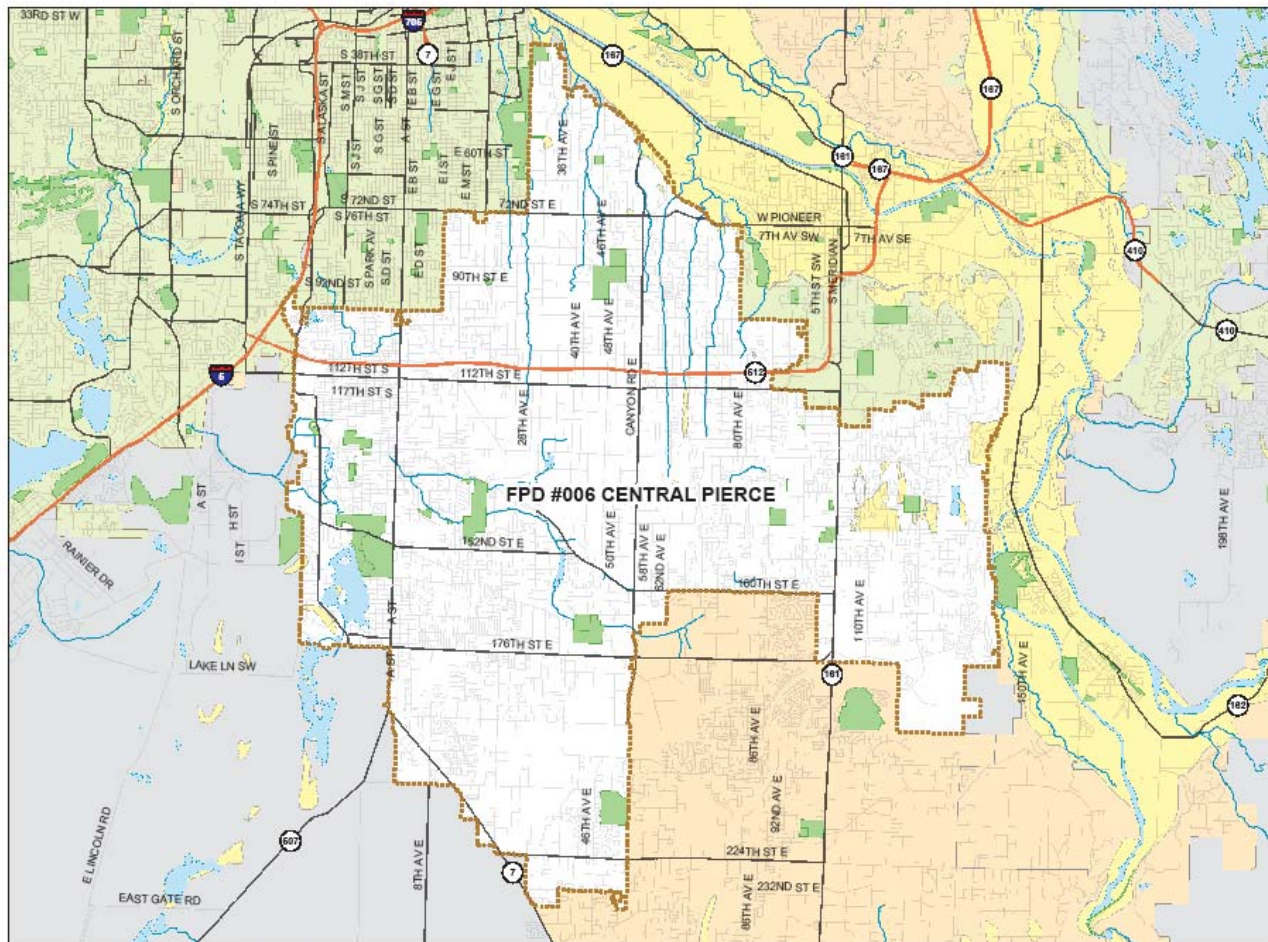 33RD ST W
705
S 38TH ST
7
167
167
S ORCHARD ST
S ALASKA ST
S M ST
S J ST
S G ST
S D ST
E B ST
E G ST
E J ST
A ST
S PINE ST
S J ST
S G ST
E 60TH ST
36TH AV E
161
167
E B ST
E I ST
E M ST
S TACOMA WY
S 74TH ST
S 72ND ST
S 76TH ST
72ND ST E
W PIONEER
7TH AV SW
7TH AV SE
46TH AV E
S PARK AV
S D ST
E D ST
5TH ST SW
S MERIDIAN
410
S 92ND ST
90TH ST E
40TH AV E
48TH AV E
410
5
112TH ST S
112TH ST E
512
117TH ST S
28TH AV E
CANYON RD E
80TH AV E
A ST
H ST
I ST
FPD #006 CENTRAL PIERCE
198TH AV E
RAINIER DR
152ND ST E
50TH AV E
58TH AV E
62ND AV E
160TH ST E
A ST
110TH AV E
176TH ST E
LAKE LN SW
A ST
161
150TH AV E
162
86TH AV E
E LINCOLN RD
507
8TH AV E
46TH AV E
92ND AV E
224TH ST E
7
EAST GATE RD
86TH AV E
232ND ST E